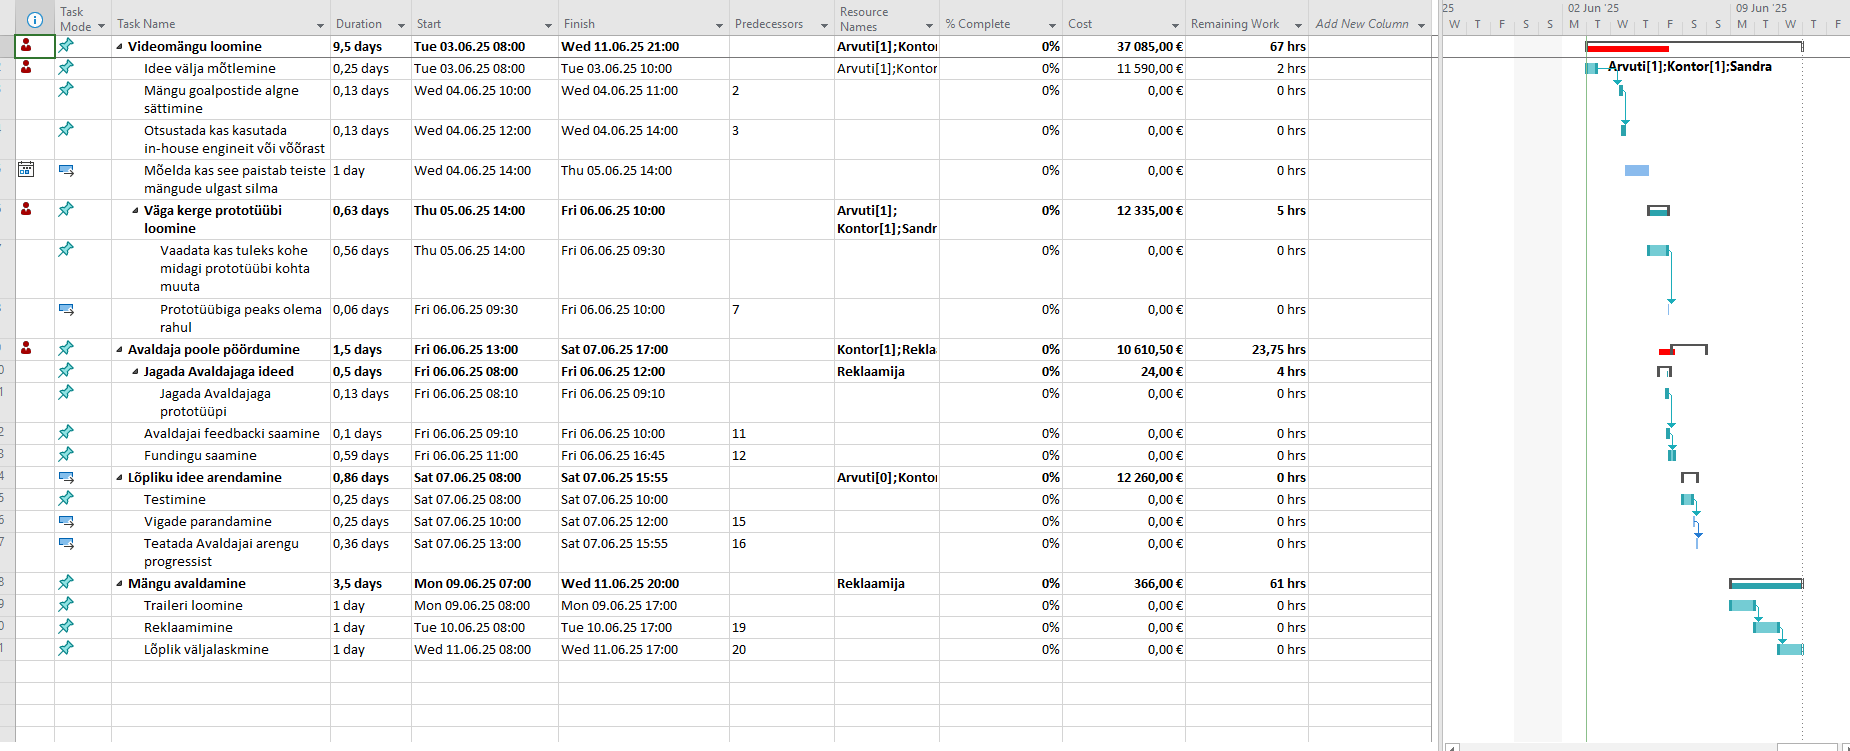 Task Mode	Task Name	Duration	Start	Finish	Predecessors	Resource Names	% Complete	Cost	Remaining Work	Add New Column
25	02 Jun '25	09 Jun '25
W T F S S M T W T F S S M T W T F
Videomängu loomine	9,5 days	Tue 03.06.25 08:00	Wed 11.06.25 21:00	Arvuti[1];Kontor	0%	37 085,00 €	67 hrs
Idee välja mõtlemine	0,25 days	Tue 03.06.25 08:00	Tue 03.06.25 10:00	Arvuti[1];Kontor	0%	11 590,00 €	2 hrs	Arvuti[1];Kontor[1];Sandra
Mängu goalpostide algne	0,13 days	Wed 04.06.25 10:00	Wed 04.06.25 11:00	2	0%	0,00 €	0 hrs
sättimine
Otsustada kas kasutada	0,13 days	Wed 04.06.25 12:00	Wed 04.06.25 14:00	3	0%	0,00 €	0 hrs
in-house engineit või võõrast
Mõelda kas see paistab teiste	1 day	Wed 04.06.25 14:00	Thu 05.06.25 14:00	0%	0,00 €	0 hrs
mängude ulgast silma
Väga kerge prototüübi	0,63 days	Thu 05.06.25 14:00	Fri 06.06.25 10:00	Arvuti[1];	0%	12 335,00 €	5 hrs
loomine	Kontor[1];Sandr
Vaadata kas tuleks kohe	0,56 days	Thu 05.06.25 14:00	Fri 06.06.25 09:30	0%	0,00 €	0 hrs
midagi prototüübi kohta
muuta
Prototüübiga peaks olema	0,06 days	Fri 06.06.25 09:30	Fri 06.06.25 10:00	7	0%	0,00 €	0 hrs
rahul
Avaldaja poole pöördumine	1,5 days	Fri 06.06.25 13:00	Sat 07.06.25 17:00	Kontor[1];Rekla	0%	10 610,50 €	23,75 hrs
Jagada Avaldajaga ideed	0,5 days	Fri 06.06.25 08:00	Fri 06.06.25 12:00	Reklaamija	0%	24,00 €	4 hrs
Jagada Avaldajaga	0,13 days	Fri 06.06.25 08:10	Fri 06.06.25 09:10	0%	0,00 €	0 hrs
prototüüpi
Avaldajai feedbacki saamine	0,1 days	Fri 06.06.25 09:10	Fri 06.06.25 10:00	11	0%	0,00 €	0 hrs
Fundingu saamine	0,59 days	Fri 06.06.25 11:00	Fri 06.06.25 16:45	12	0%	0,00 €	0 hrs
Lõpliku idee arendamine	0,86 days	Sat 07.06.25 08:00	Sat 07.06.25 15:55	Arvuti[0];Kontor	0%	12 260,00 €	0 hrs
Testimine	0,25 days	Sat 07.06.25 08:00	Sat 07.06.25 10:00	0%	0,00 €	0 hrs
Vigade parandamine	0,25 days	Sat 07.06.25 10:00	Sat 07.06.25 12:00	15	0%	0,00 €	0 hrs
Teatada Avaldajai arengu	0,36 days	Sat 07.06.25 13:00	Sat 07.06.25 15:55	16	0%	0,00 €	0 hrs
progressist
Mängu avaldamine	3,5 days	Mon 09.06.25 07:00	Wed 11.06.25 20:00	Reklaamija	0%	366,00 €	61 hrs
Traileri loomine	1 day	Mon 09.06.25 08:00	Mon 09.06.25 17:00	0%	0,00 €	0 hrs
Reklaamimine	1 day	Tue 10.06.25 08:00	Tue 10.06.25 17:00	19	0%	0,00 €	0 hrs
Lõplik väljalaskmine	1 day	Wed 11.06.25 08:00	Wed 11.06.25 17:00	20	0%	0,00 €	0 hrs